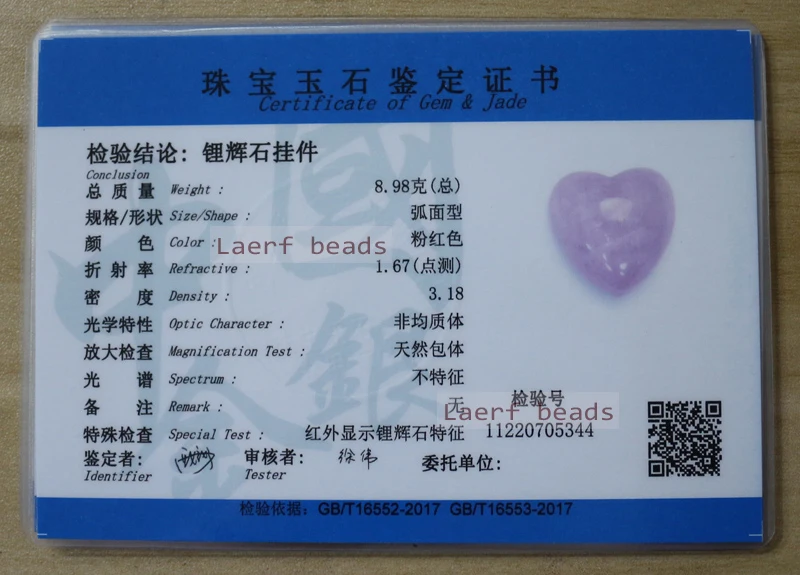 珠宝玉石鉴定证书
Certificate of Gem & Jade
检验结论: 锂辉石挂件
Conclusion
总质量 Weight : 8.98克(总)
规格/形状 Size/Shape : 弧面型
颜色 Color : 粉红色
Laerf beads
折射率 Refractive : 1.67(点测)
密度 Density : 3.18
光学特性 Optic Character : 非均质体
放大检查 Magnification Test : 天然包体
光谱 Spectrum : 不特征
检验号
备注 Remark : 无
Laerf beads
特殊检查 Special Test : 红外显示锂辉石特征 11220705344
鉴定者: 审核者: 徐伟 委托单位:
Identifier Tester
检验依据: GB/T16552-2017 GB/T16553-2017
中國銀